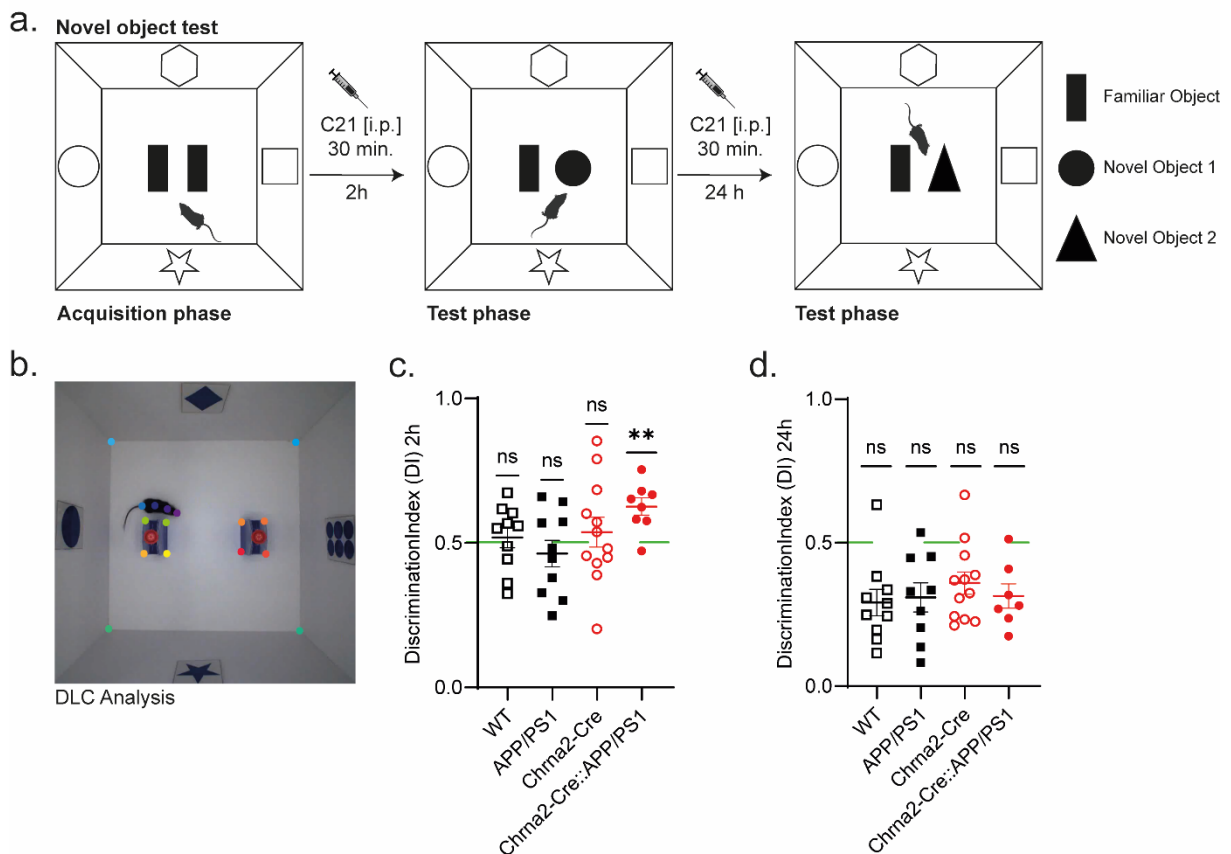 a.
Novel object test
C21 [i.p.]
30 min.
2h
C21 [i.p.]
30 min.
24 h
Familiar Object
Novel Object 1
Novel Object 2
Acquisition phase
Test phase
Test phase
b.
DLC Analysis
c.
DiscriminationIndex (DI) 2h
1.0
0.5
0.0
ns
ns
ns
**
WT
APP/PS1
Chrna2-Cre
Chrna2-Cre::APP/PS1
d.
DiscriminationIndex (DI) 24h
1.0
0.5
0.0
ns
ns
ns
ns
WT
APP/PS1
Chrna2-Cre
Chrna2-Cre::APP/PS1